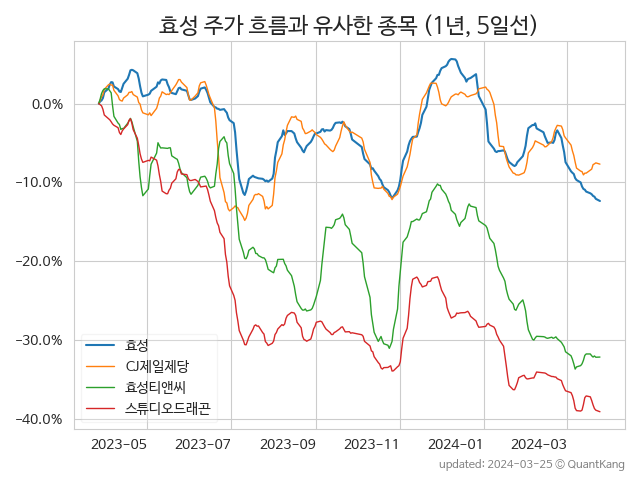 효성 주가 흐름과 유사한 종목 (1년, 5일선)
0.0%
−10.0%
−20.0%
−30.0%
−40.0%
효성
CJ제일제당
효성티앤씨
스튜디오드래곤
2023-05 2023-07 2023-09 2023-11 2024-01 2024-03
updated: 2024-03-25 © QuantKang